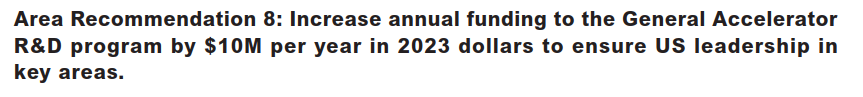 Area Recommendation 8: Increase annual funding to the General Accelerator
R&D program by $10M per year in 2023 dollars to ensure US leadership in
key areas.